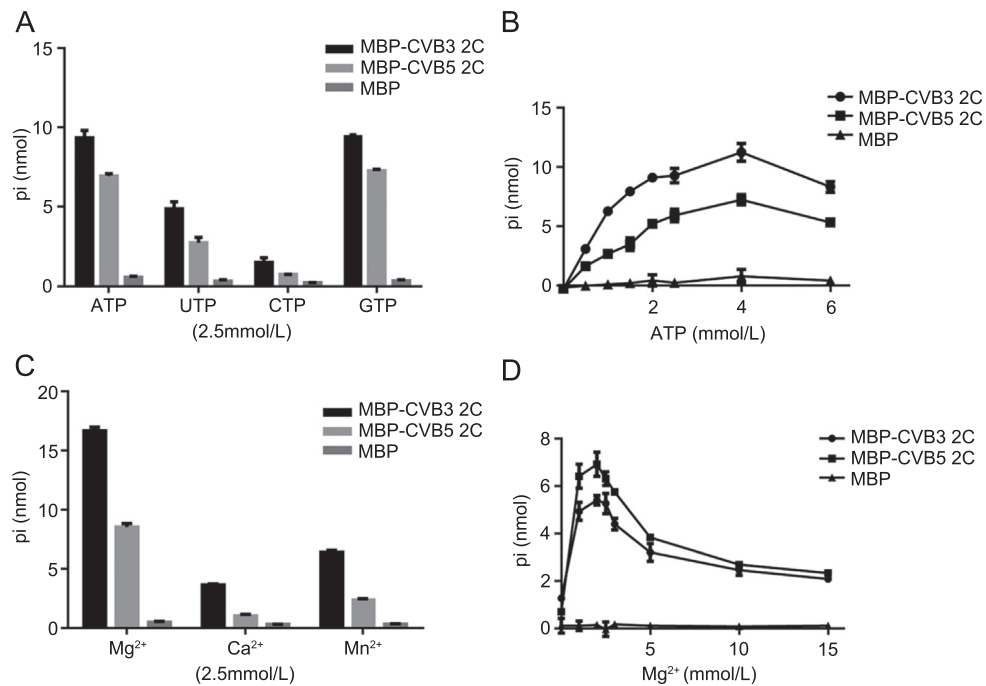 A
15
10
5
0
pi (nmol)
MBP-CVB3 2C
MBP-CVB5 2C
MBP
ATP UTP CTP GTP
(2.5mmol/L)
B
15
10
5
0
pi (nmol)
MBP-CVB3 2C
MBP-CVB5 2C
MBP
2 4 6
ATP (mmol/L)
C
20
15
10
5
0
pi (nmol)
MBP-CVB3 2C
MBP-CVB5 2C
MBP
Mg²⁺ Ca²⁺ Mn²⁺
(2.5mmol/L)
D
8
6
4
2
0
pi (nmol)
MBP-CVB3 2C
MBP-CVB5 2C
MBP
5 10 15
Mg²⁺ (mmol/L)